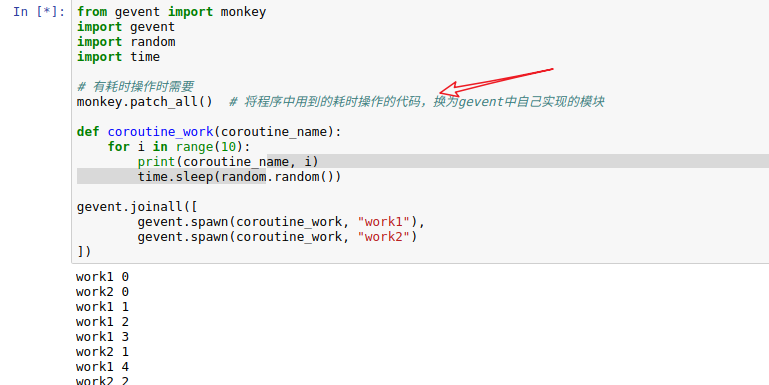 In [*]: from gevent import monkey
import gevent
import random
import time
# 有耗时操作时需要
monkey.patch_all()  # 将程序中用到的耗时操作的代码，换为gevent中自己实现的模块
def coroutine_work(coroutine_name):
    for i in range(10):
        print(coroutine_name, i)
        time.sleep(random.random())
gevent.joinall([
        gevent.spawn(coroutine_work, "work1"),
        gevent.spawn(coroutine_work, "work2")
])
work1 0
work2 0
work1 1
work1 2
work1 3
work2 1
work1 4
work2 2